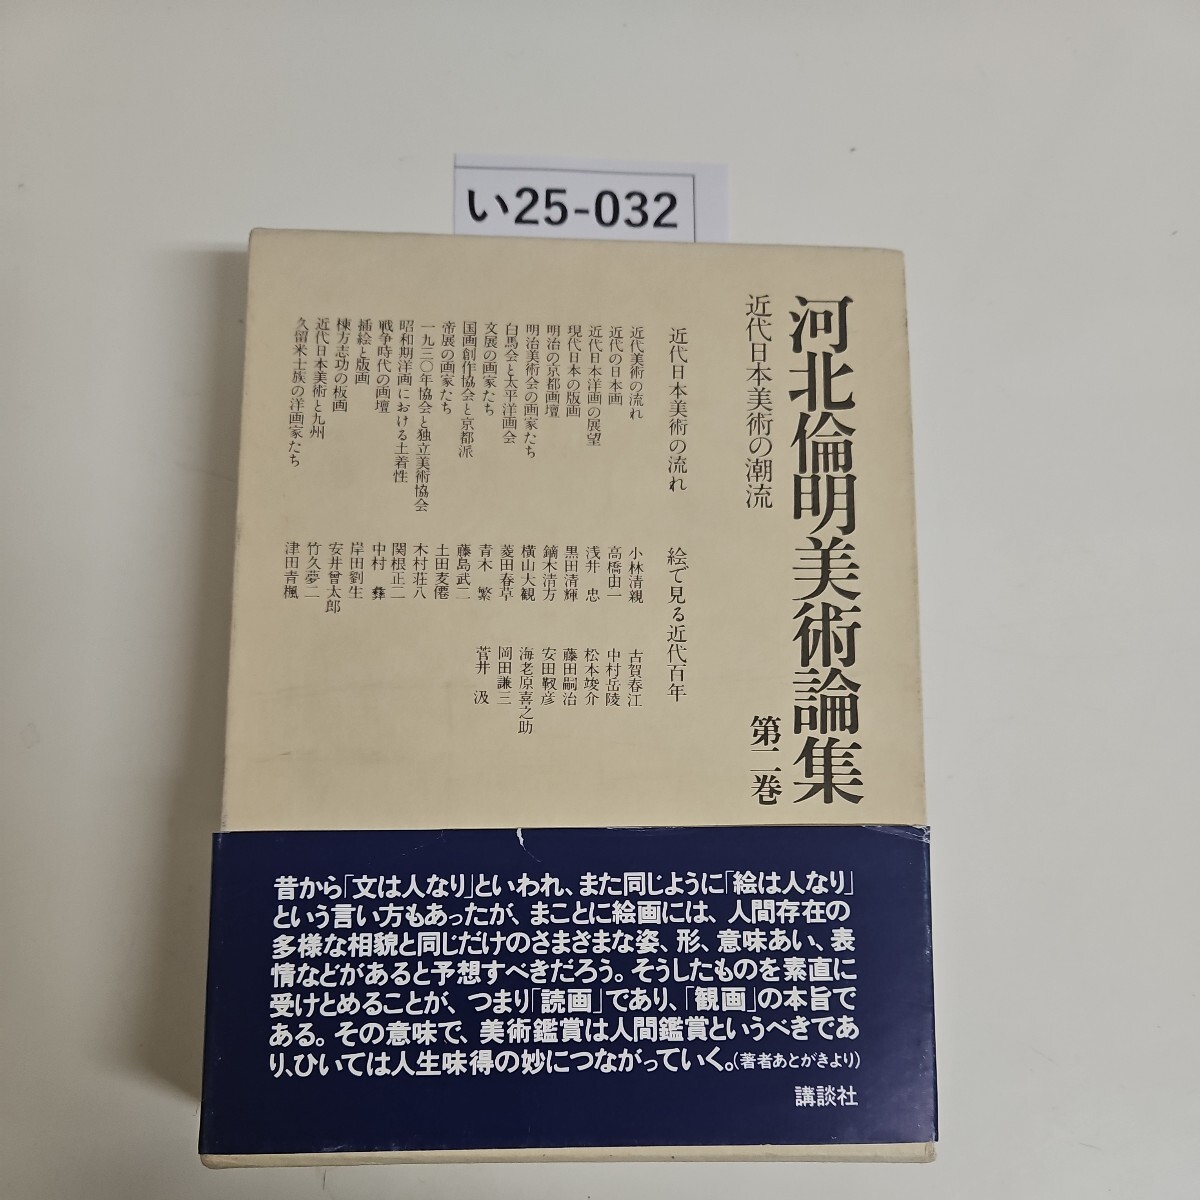 い25-032
河北倫明美術論集
第二巻
近代日本美術の潮流
近代日本美術の流れ
近代美術の流れ
近代の日本画
近代日本洋画の展望
現代日本の版画
明治の京都画壇
明治美術会の画家たち
白馬会と太平洋画会
文展の画家たち
国画創作協会と京都派
帝展の画家たち
一九三〇年協会と独立美術協会
昭和期洋画における土着性
戦争時代の画壇
挿絵と版画
棟方志功の板画
近代日本美術と九州
久留米士族の洋画家たち
絵で見る近代百年
小林清親
高橋由一
浅井 忠
黒田清輝
鏑木清方
横山大観
菱田春草
青木 繁
藤島武二
土田麦僊
木村荘八
関根正二
中村 彝
岸田劉生
安井曾太郎
竹久夢二
津田青楓
古賀春江
中村岳陵
松本竣介
藤田嗣治
安田靫彦
海老原喜之助
岡田謙三
菅井 汲
昔から「文は人なり」といわれ、また同じように「絵は人なり」
という言い方もあったが、まことに絵画には、人間存在の
多様な相貌と同じだけのさまざまな姿、形、意味あい、表
情などがあると予想すべきだろう。そうしたものを素直に
受けとめることが、つまり「読画」であり、「観画」の本旨で
ある。その意味で、美術鑑賞は人間鑑賞というべきであ
り、ひいては人生味得の妙につながっていく。(著者あとがきより)
講談社